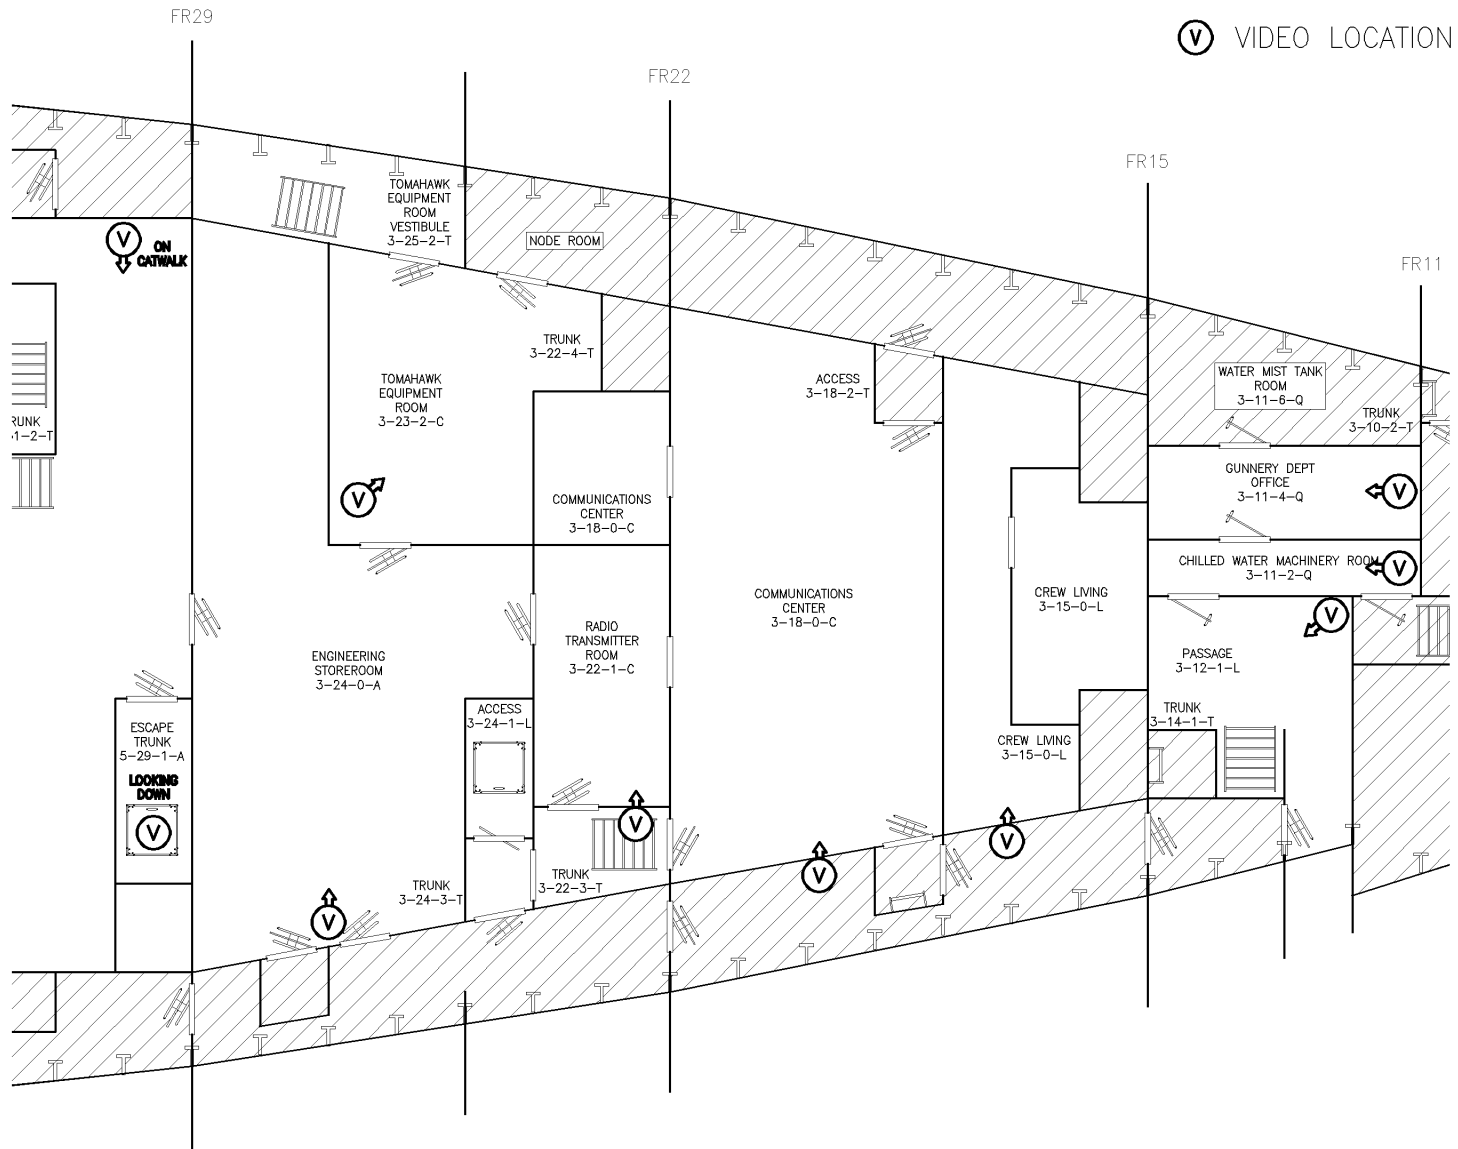 FR29
V VIDEO LOCATION
FR22
FR15
FR11
TOMAHAWK
EQUIPMENT
ROOM
VESTIBULE
3-25-2-T
NODE ROOM
V
ON
CATWALK
TRUNK
3-22-4-T
TOMAHAWK
EQUIPMENT
ROOM
3-23-2-C
ACCESS
3-18-2-T
WATER MIST TANK
ROOM
3-11-6-Q
TRUNK
3-10-2-T
RUNK
1-2-T
GUNNERY DEPT
OFFICE
3-11-4-Q
V
V
COMMUNICATIONS
CENTER
3-18-0-C
CHILLED WATER MACHINERY ROOM
3-11-2-Q
V
COMMUNICATIONS
CENTER
3-18-0-C
CREW LIVING
3-15-0-L
V
RADIO
TRANSMITTER
ROOM
3-22-1-C
ENGINEERING
STOREROOM
3-24-0-A
PASSAGE
3-12-1-L
ACCESS
3-24-1-L
TRUNK
3-14-1-T
ESCAPE
TRUNK
5-29-1-A
CREW LIVING
3-15-0-L
LOOKING
DOWN
V
V
V
V
TRUNK
3-22-3-T
TRUNK
3-24-3-T
V